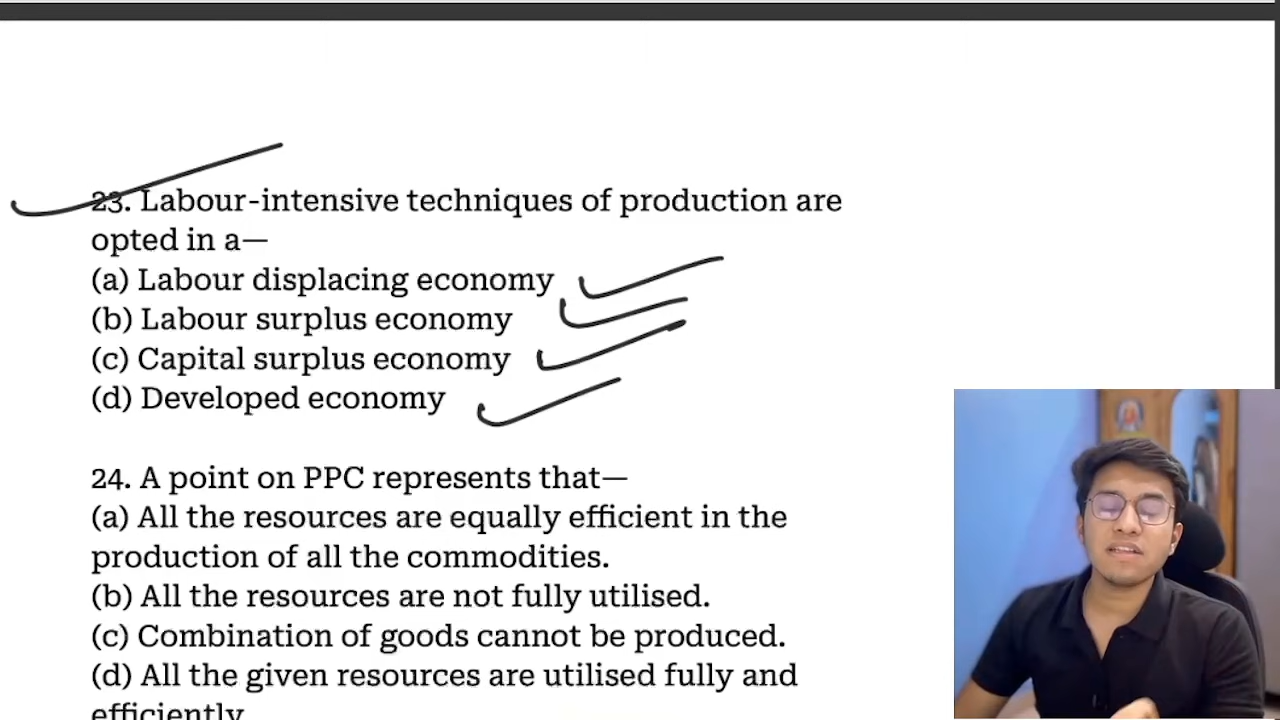 23. Labour-intensive techniques of production are
opted in a—
(a) Labour displacing economy
(b) Labour surplus economy
(c) Capital surplus economy
(d) Developed economy
24. A point on PPC represents that—
(a) All the resources are equally efficient in the
production of all the commodities.
(b) All the resources are not fully utilised.
(c) Combination of goods cannot be produced.
(d) All the given resources are utilised fully and
efficiently